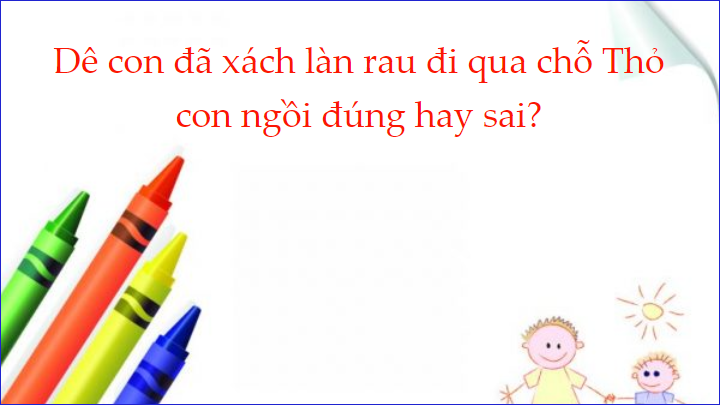 Dê con đã xách làn rau đi qua chỗ Thỏ
con ngồi đúng hay sai?